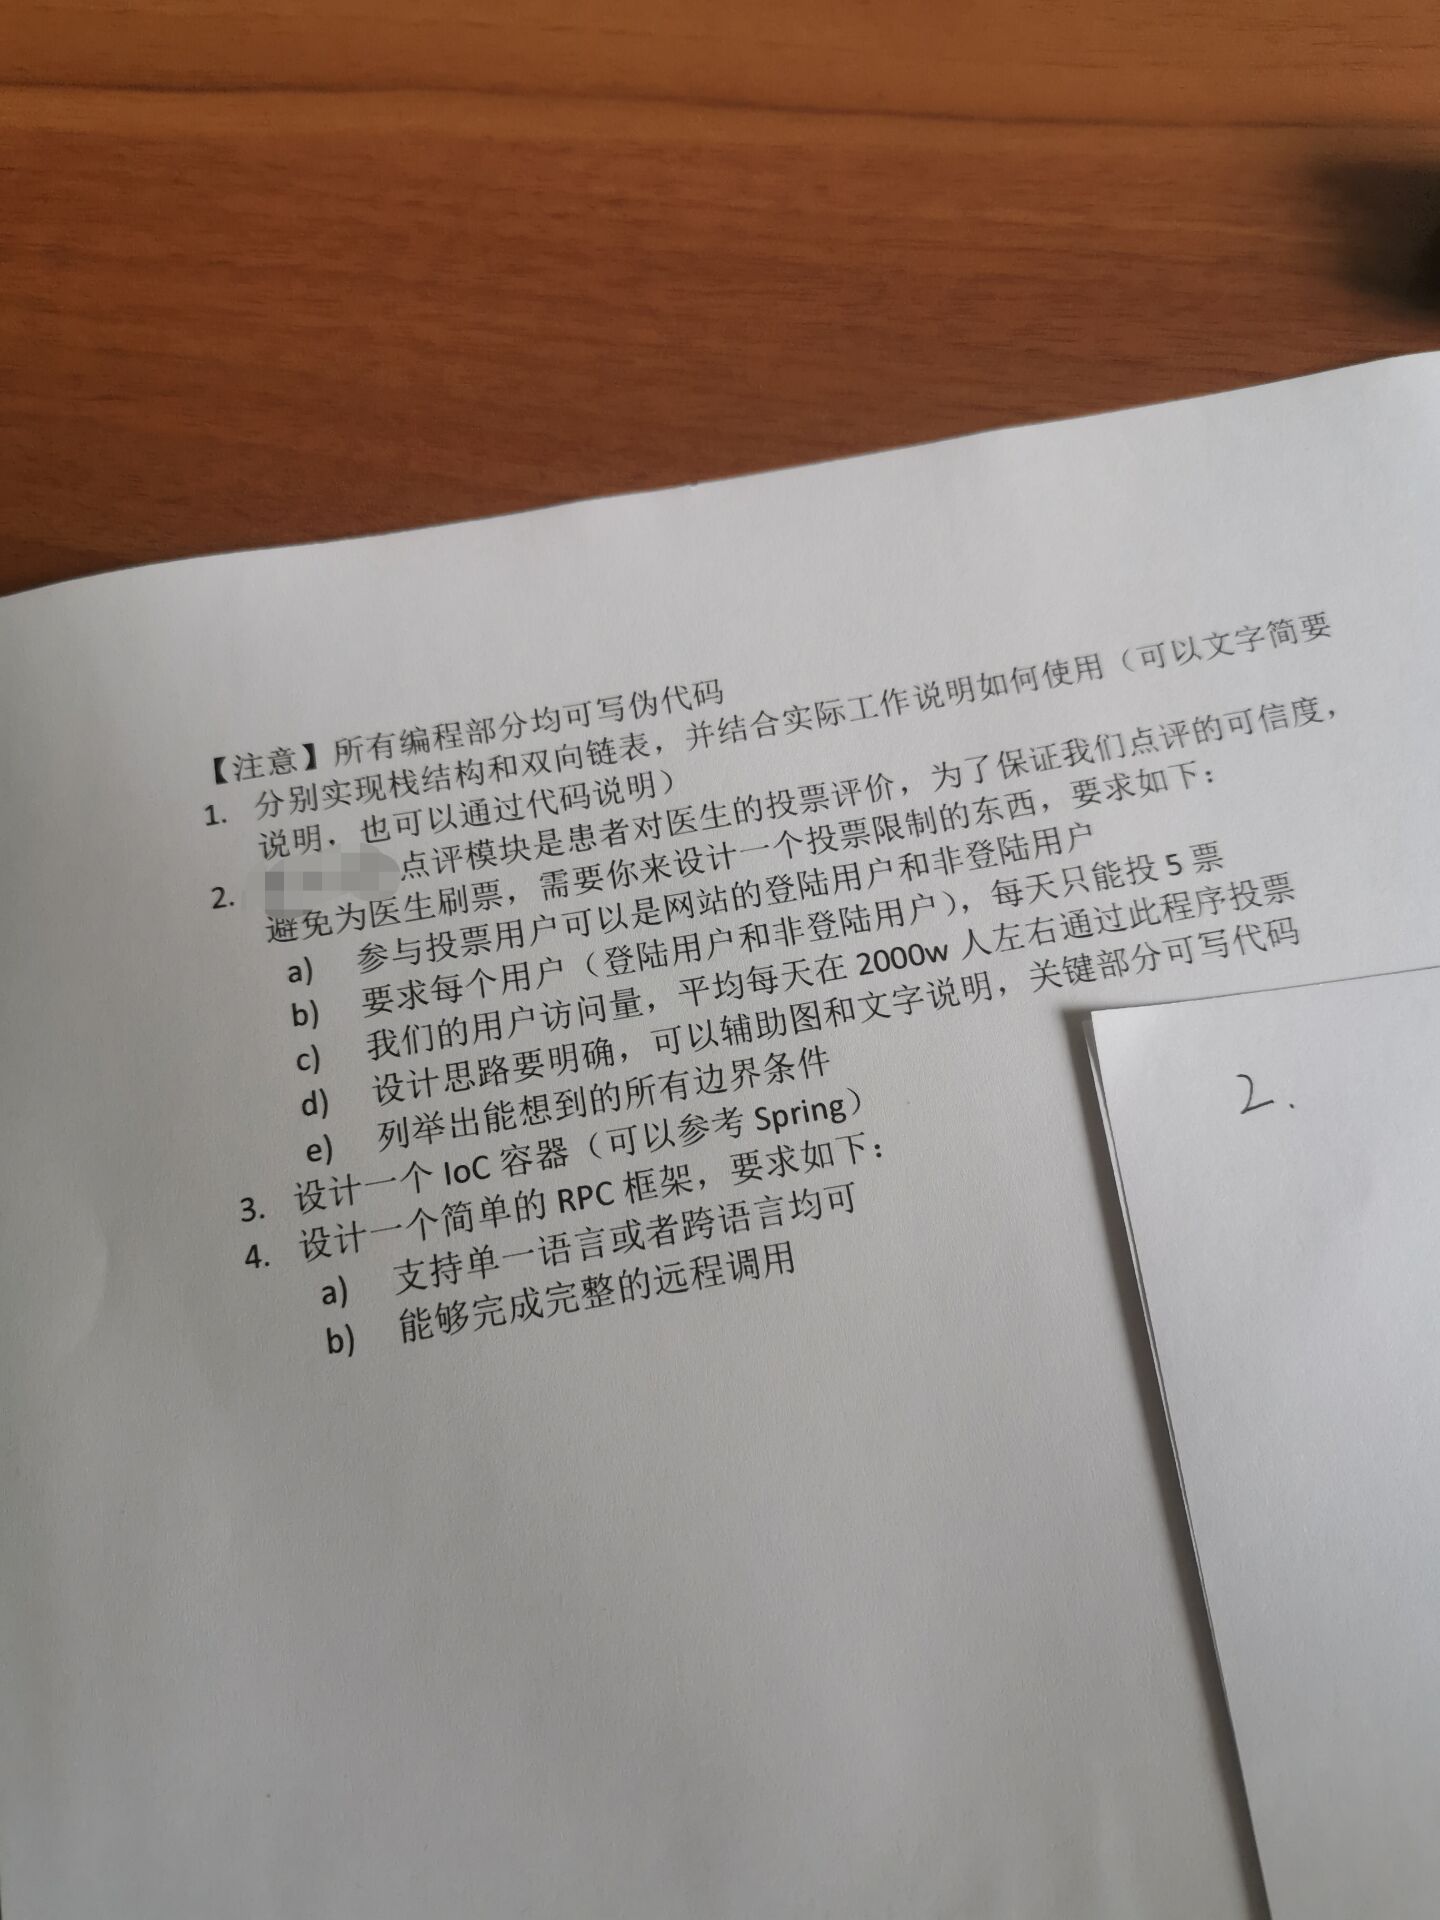 【注意】所有编程部分均可写伪代码
1. 分别实现栈结构和双向链表，并结合实际工作说明如何使用（可以文字简要
说明，也可以通过代码说明）
2. 点评模块是患者对医生的投票评价，为了保证我们点评的可信度，
避免为医生刷票，需要你来设计一个投票限制的东西，要求如下：
a) 参与投票用户可以是网站的登陆用户和非登陆用户
b) 要求每个用户（登陆用户和非登陆用户），每天只能投 5 票
c) 我们的用户访问量，平均每天在 2000w 人左右通过此程序投票
d) 设计思路要明确，可以辅助图和文字说明，关键部分可写代码
e) 列举出能想到的所有边界条件
3. 设计一个 IoC 容器（可以参考 Spring）
4. 设计一个简单的 RPC 框架，要求如下：
a) 支持单一语言或者跨语言均可
b) 能够完成完整的远程调用
2.